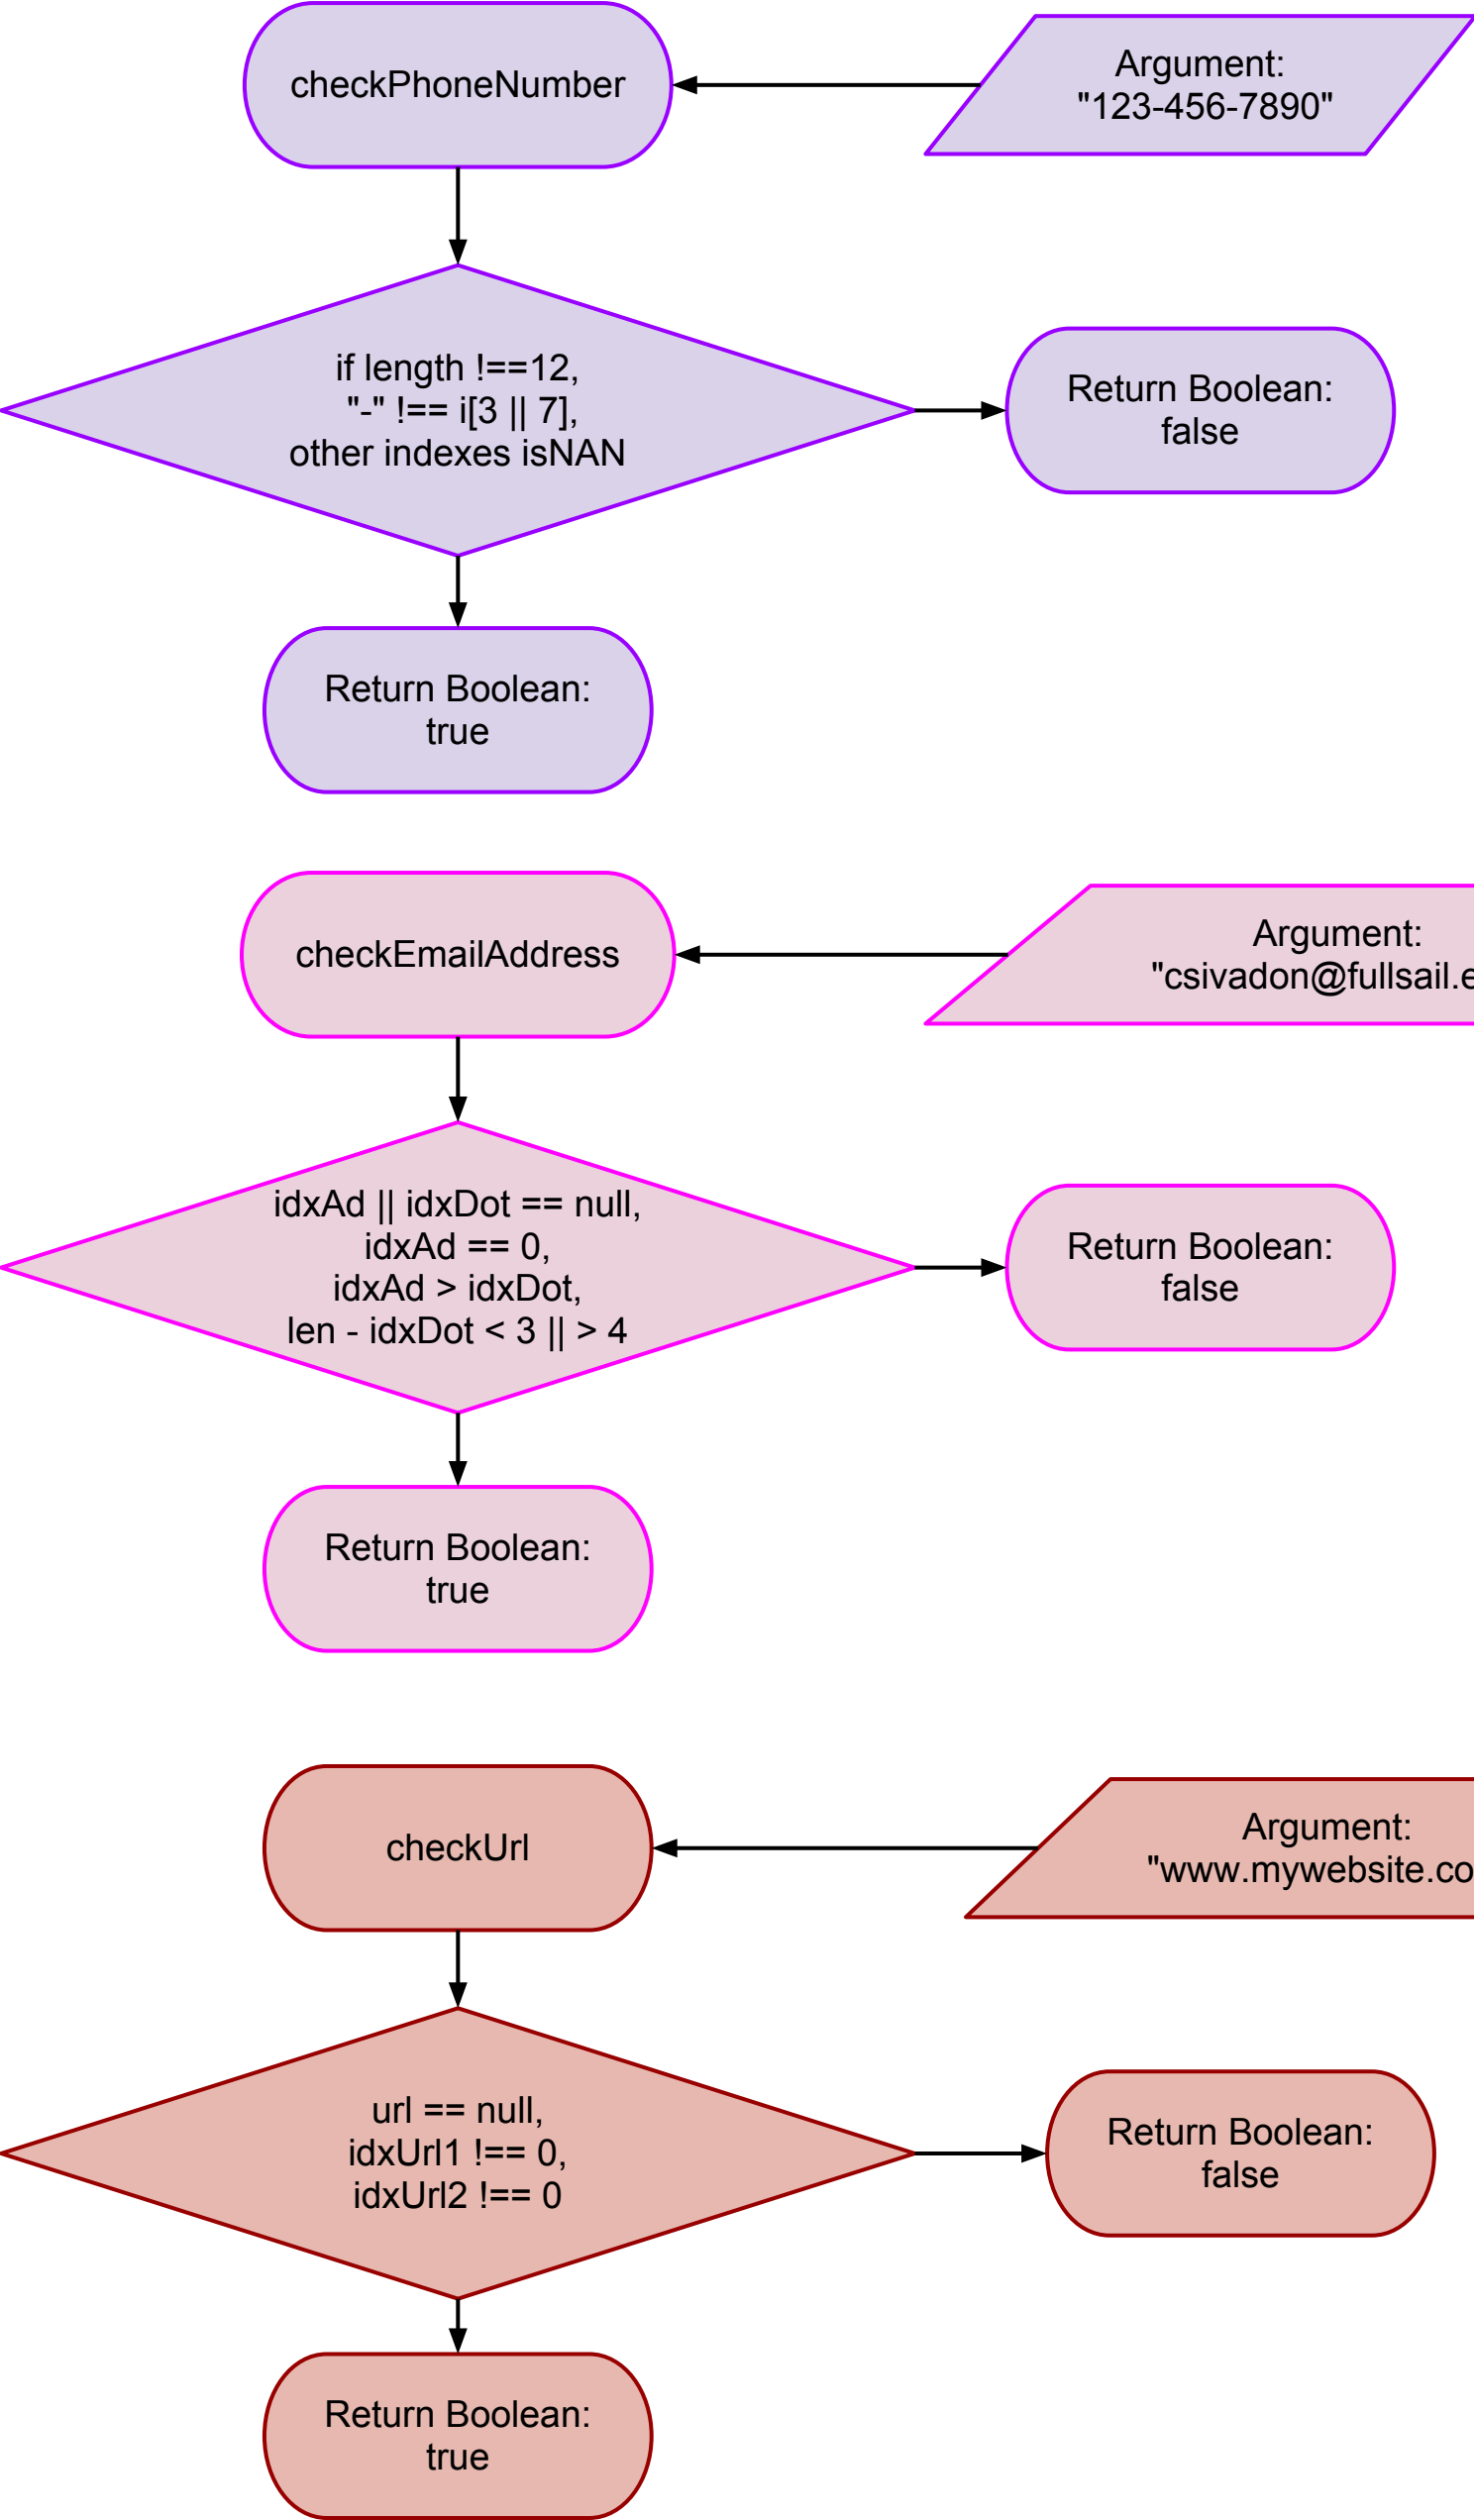 checkPhoneNumber
Argument:
"123-456-7890"
if length !==12,
"-" !== i[3 || 7],
other indexes isNAN
Return Boolean:
false
Return Boolean:
true
checkEmailAddress
Argument:
"csivadon@fullsail.e
idxAd || idxDot == null,
idxAd == 0,
idxAd > idxDot,
len - idxDot < 3 || > 4
Return Boolean:
false
Return Boolean:
true
checkUrl
Argument:
"www.mywebsite.co
url == null,
idxUrl1 !== 0,
idxUrl2 !== 0
Return Boolean:
false
Return Boolean:
true